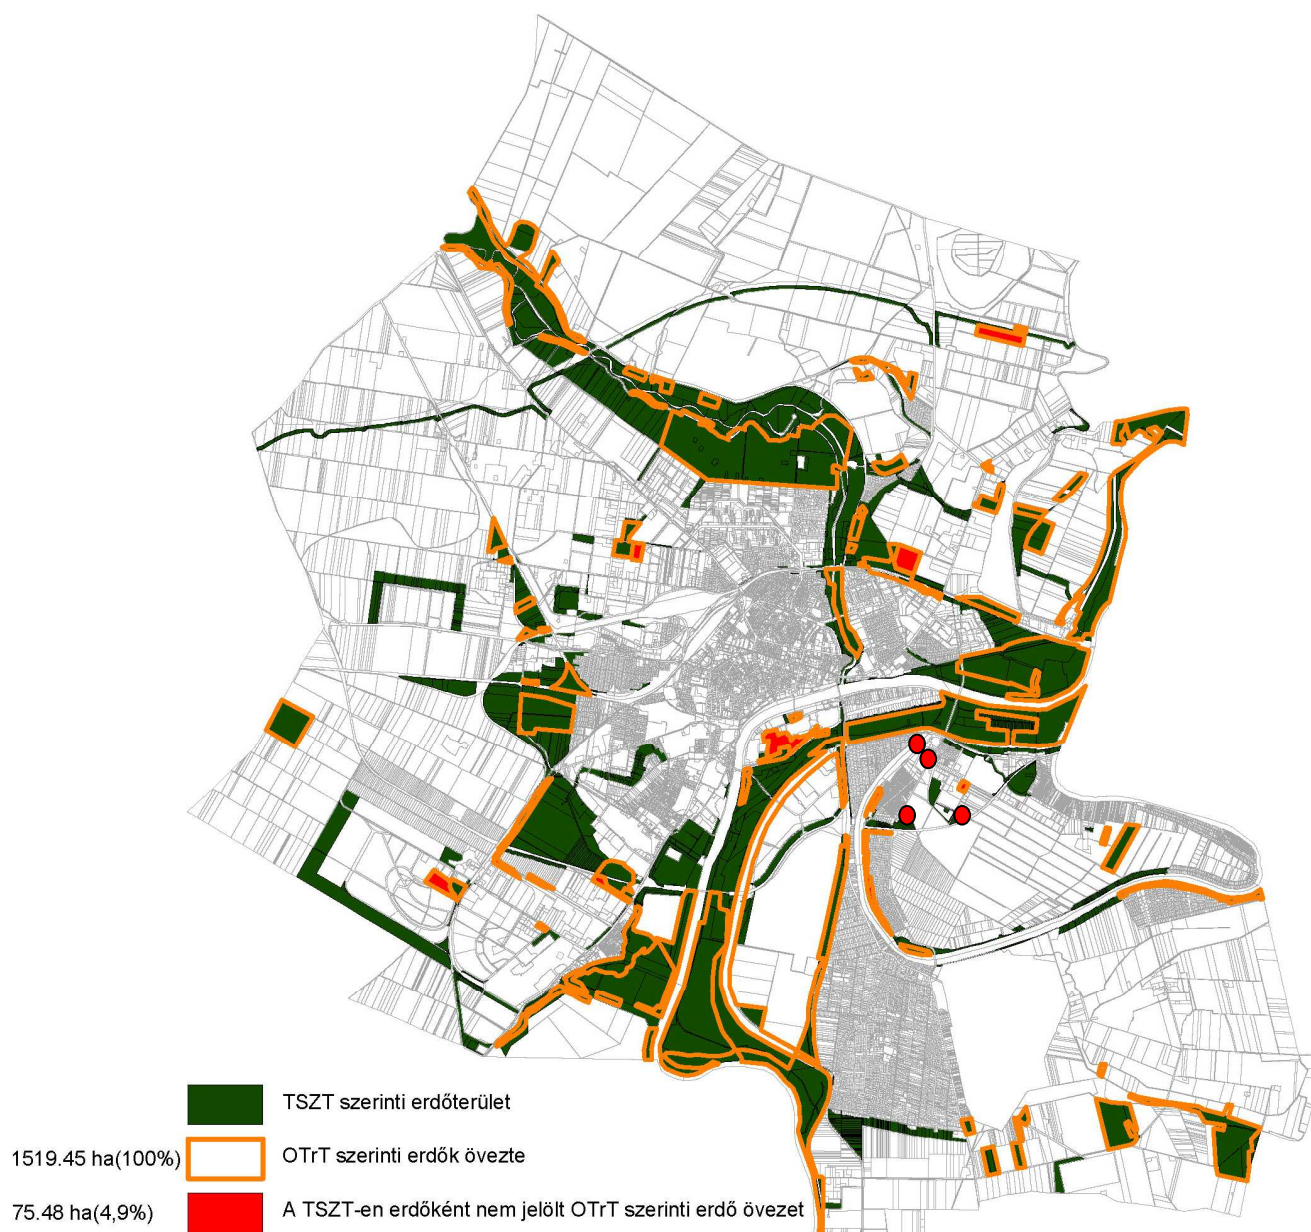 TSZT szerinti erdőterület
1519.45 ha(100%) OTrT szerinti erdők övezte
75.48 ha(4,9%) A TSZT-en erdőként nem jelölt OTrT szerinti erdő övezet